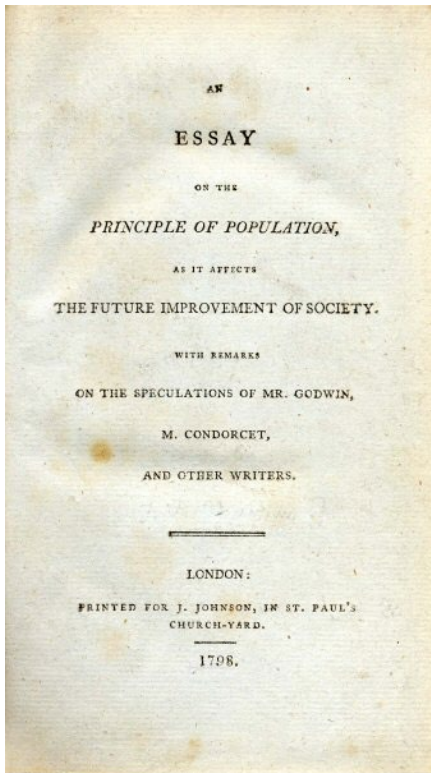 AN
ESSAY
ON THE
PRINCIPLE OF POPULATION,
AS IT AFFECTS
THE FUTURE IMPROVEMENT OF SOCIETY.
WITH REMARKS
ON THE SPECULATIONS OF MR. GODWIN,
M. CONDORCET,
AND OTHER WRITERS.
LONDON:
PRINTED FOR J. JOHNSON, IN ST. PAUL'S
CHURCH-YARD.
1798.